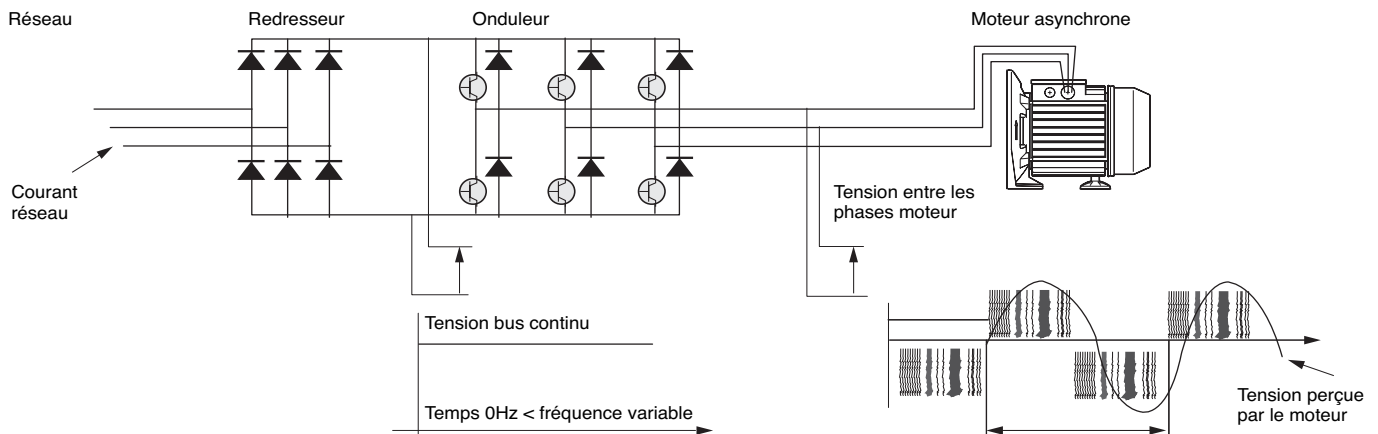 Réseau
Redresseur
Onduleur
Moteur asynchrone
Courant
réseau
Tension entre les
phases moteur
Tension bus continu
Temps 0Hz < fréquence variable
Tension perçue
par le moteur